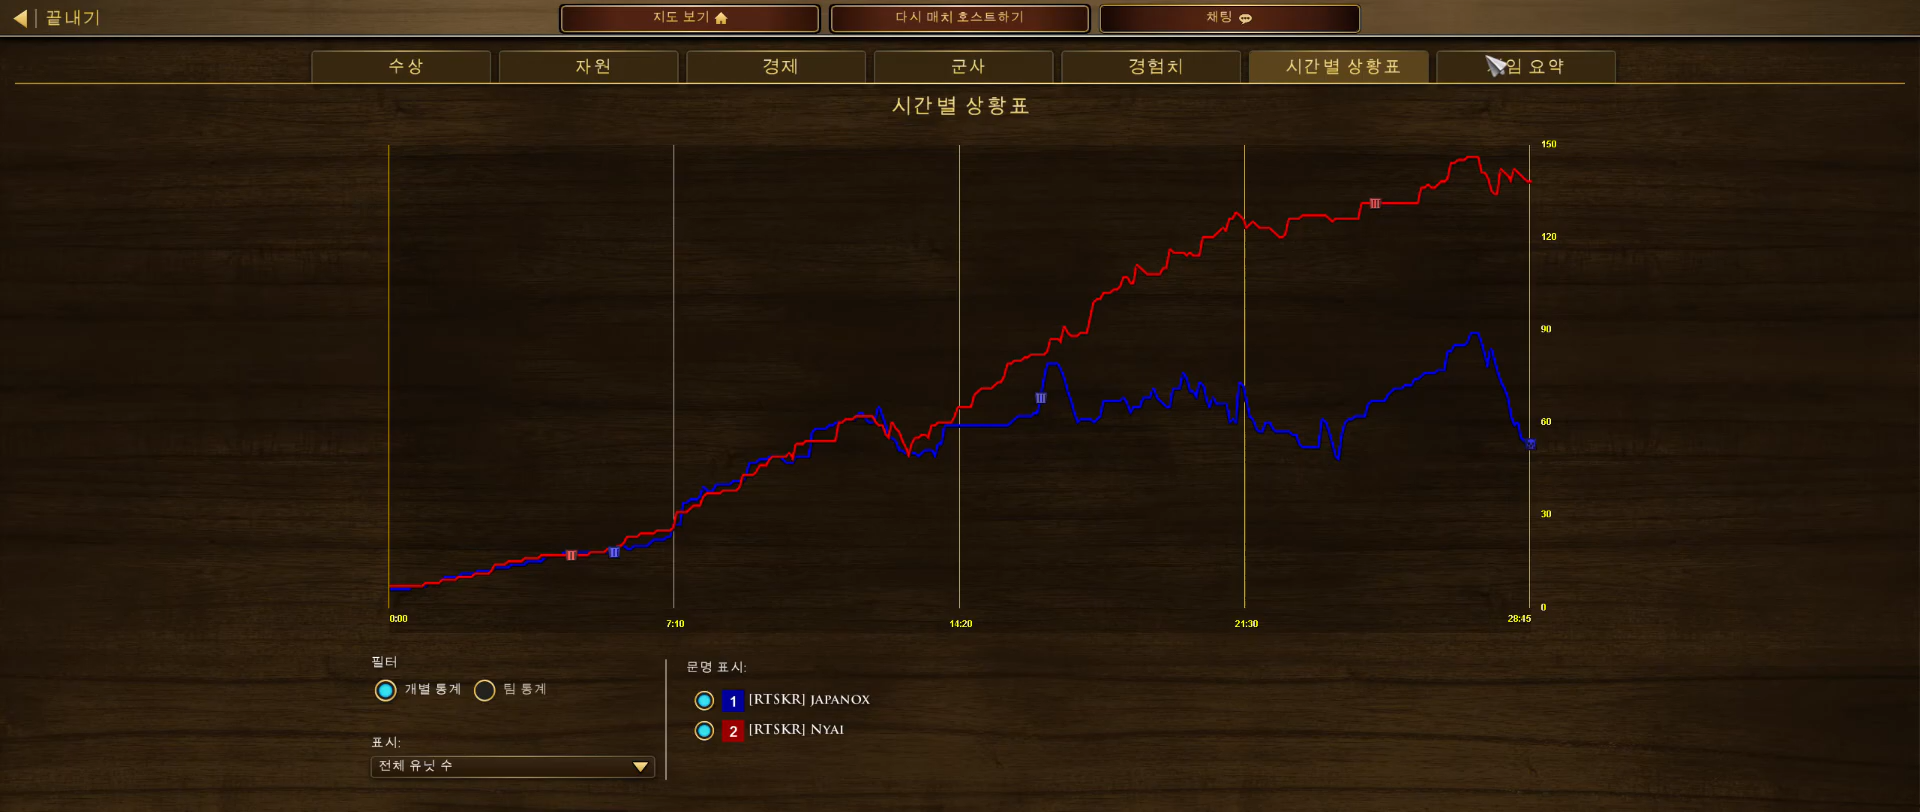 끝내기
지도 보기
다시 매치 호스트하기
채팅
수상
자원
경제
군사
경험치
시간별 상황표
임 요약
시간별 상황표
150
120
90
60
30
0
0:00
7:10
14:20
21:30
28:45
II
II
III
III
필터
개별 통계
팀 통계
표시:
전체 유닛 수
문명 표시:
1 [RTSKR] JAPANOX
2 [RTSKR] NYAI